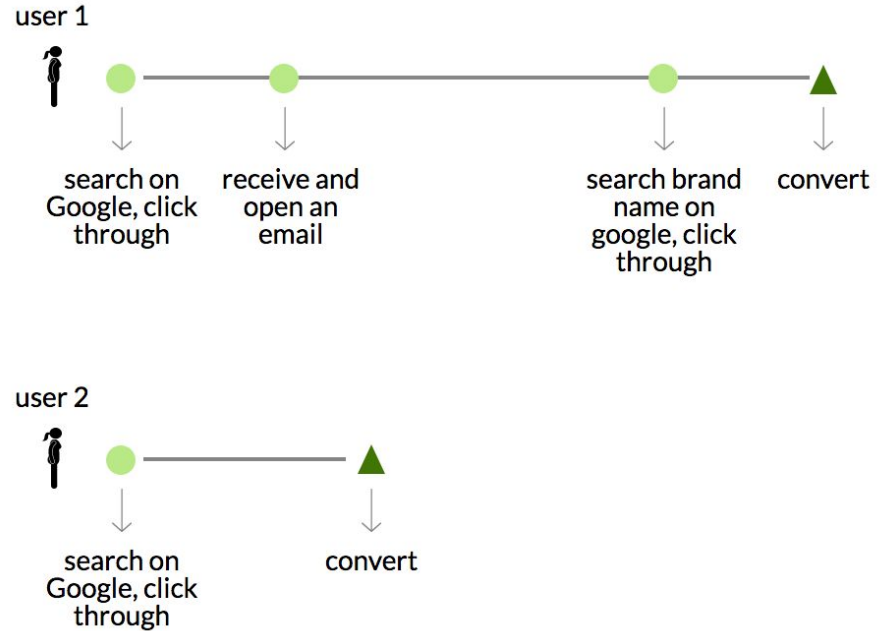 user 1
search on
Google, click
through
receive and
open an
email
search brand
name on
google, click
through
convert
user 2
search on
Google, click
through
convert